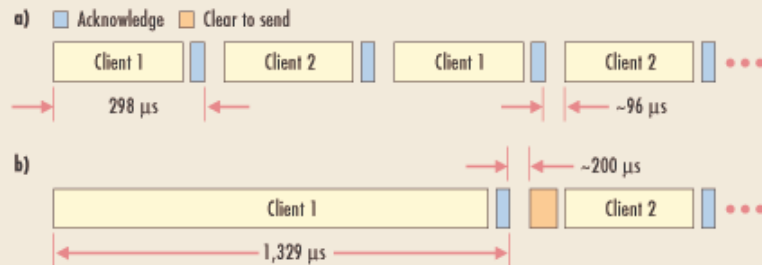 a) Acknowledge Clear to send
Client 1 Client 2 Client 1 Client 2
298 μs ~96 μs
b) ~200 μs
Client 1 Client 2
1,329 μs